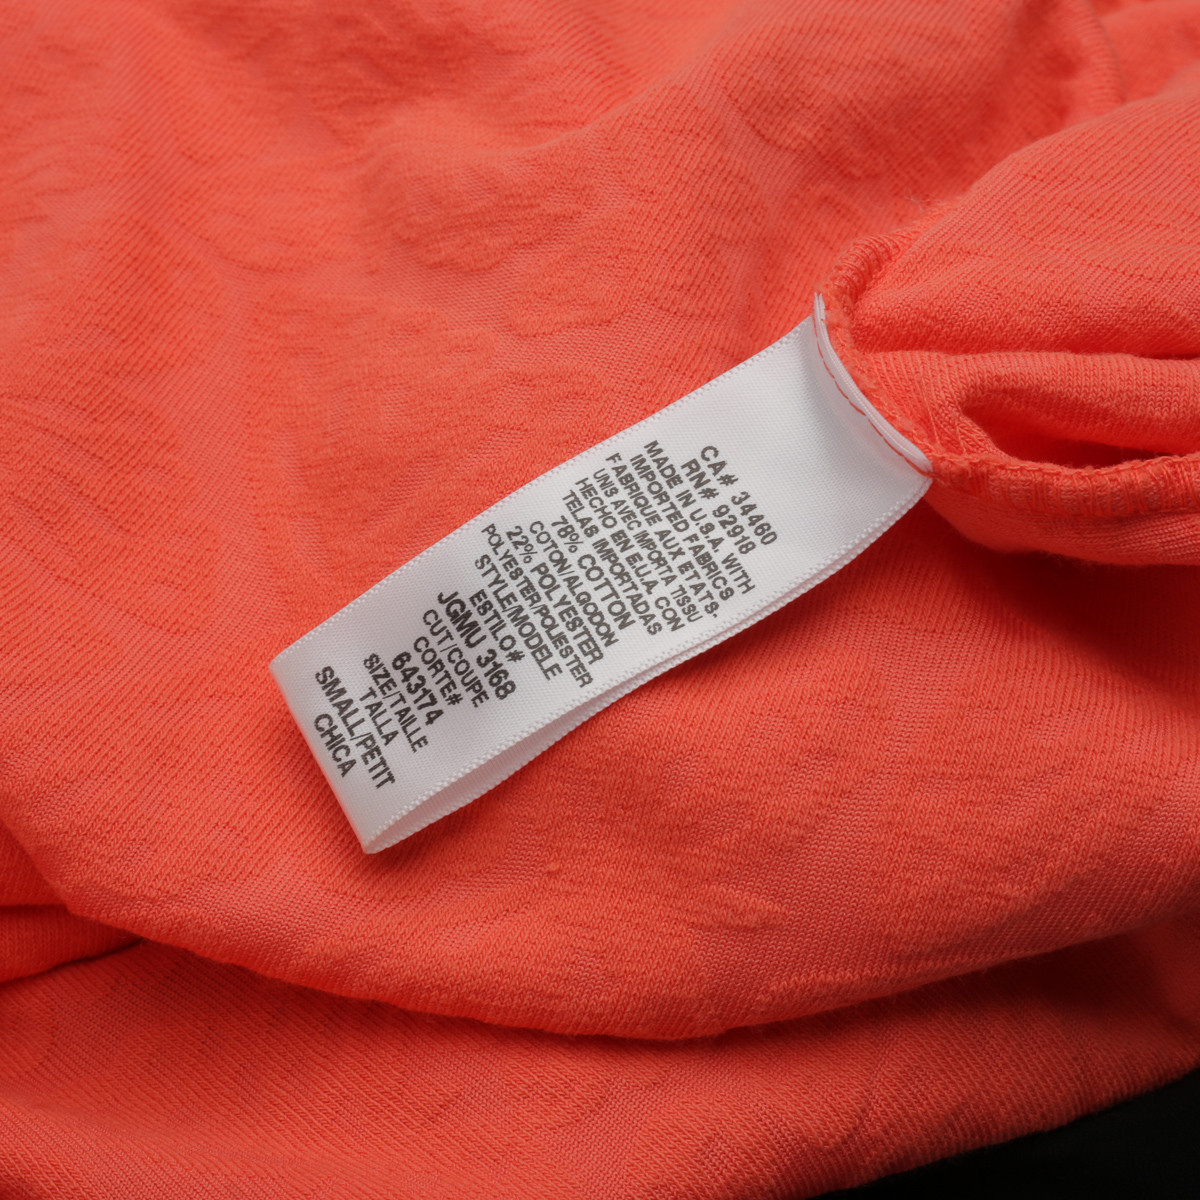 CA# 34460
RN# 92918
MADE IN U.S.A. WITH
IMPORTED FABRICS
FABRIQUE AUX ETATS-
UNIS AVEC IMPORTA TISSU
HECHO EN E.U.A. CON
TELAS IMPORTADAS
78% COTTON
COTON/ALGODON
22% POLYESTER
POLYESTER/POLIESTER
STYLE/MODELE
ESTILO#
JGMU 3168
CUT/COUPE
CORTE#
643174
SIZE/TAILLE
TALLA
SMALL/PETIT
CHICA